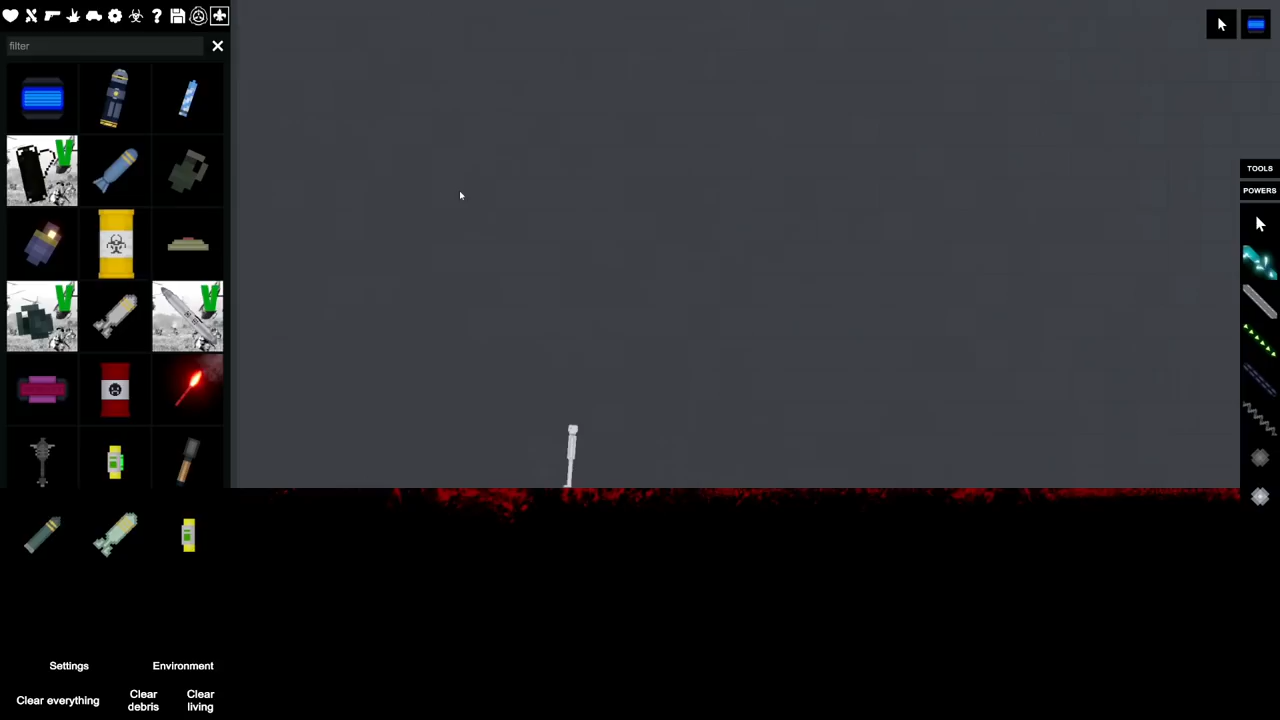 filter
TOOLS
POWERS
Settings
Environment
Clear everything
Clear
debris
Clear
living